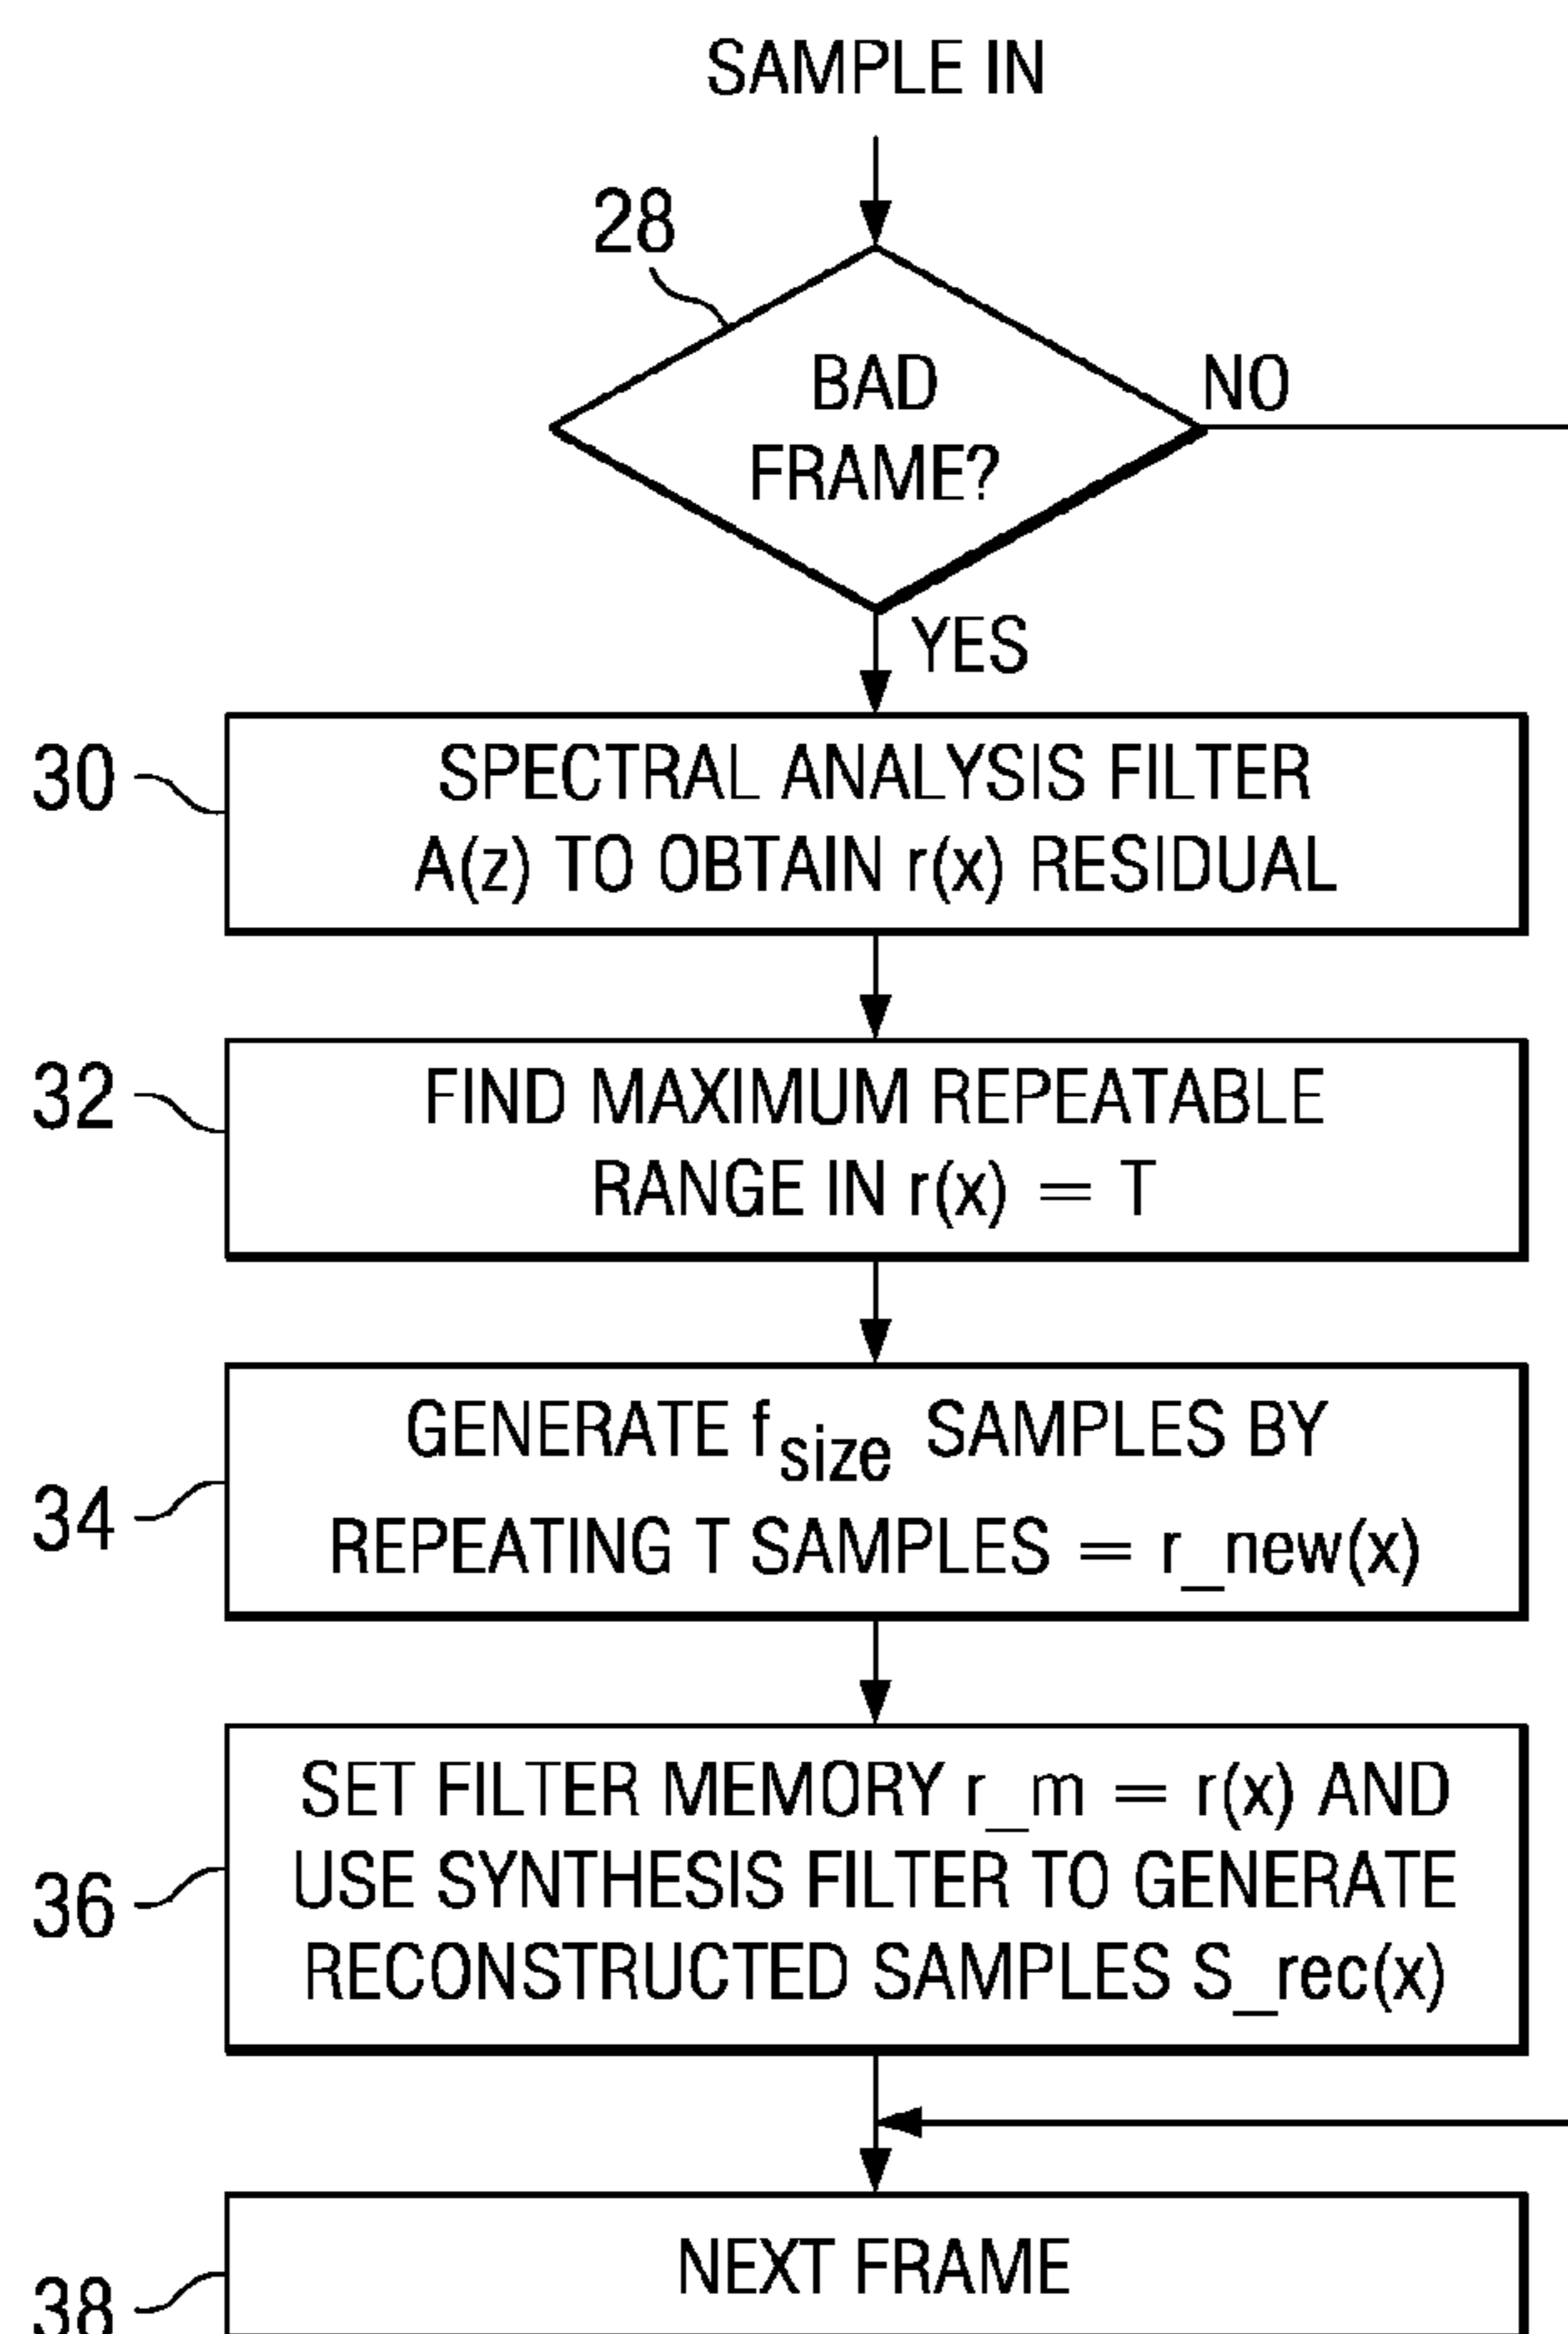 SAMPLE IN
28
BAD
FRAME?
NO
YES
30
SPECTRAL ANALYSIS FILTER
A(z) TO OBTAIN r(x) RESIDUAL
32
FIND MAXIMUM REPEATABLE
RANGE IN r(x) = T
34
GENERATE f size SAMPLES BY
REPEATING T SAMPLES = r_new(x)
36
SET FILTER MEMORY r_m = r(x) AND
USE SYNTHESIS FILTER TO GENERATE
RECONSTRUCTED SAMPLES S_rec(x)
38
NEXT FRAME